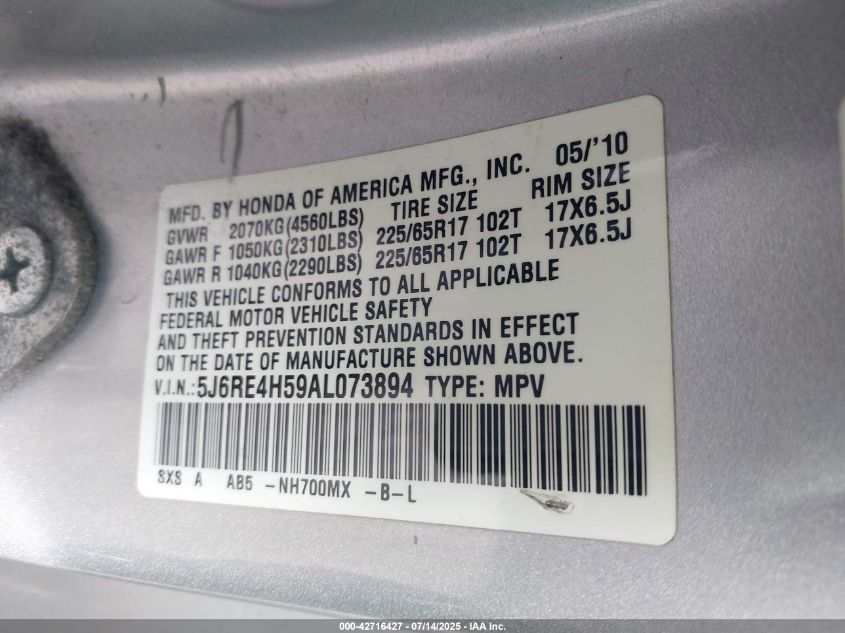 MFD. BY HONDA OF AMERICA MFG., INC. 05/'10
GVWR 2070KG(4560LBS) TIRE SIZE RIM SIZE
GAWR F 1050KG(2310LBS) 225/65R17 102T 17X6.5J
GAWR R 1040KG(2290LBS) 225/65R17 102T 17X6.5J
THIS VEHICLE CONFORMS TO ALL APPLICABLE
FEDERAL MOTOR VEHICLE SAFETY
AND THEFT PREVENTION STANDARDS IN EFFECT
ON THE DATE OF MANUFACTURE SHOWN ABOVE.
V.I.N.: 5J6RE4H59AL073894 TYPE: MPV
SXS A AB5 -NH700MX -B-L
000-42716427 - 07/14/2025 - IAA Inc.